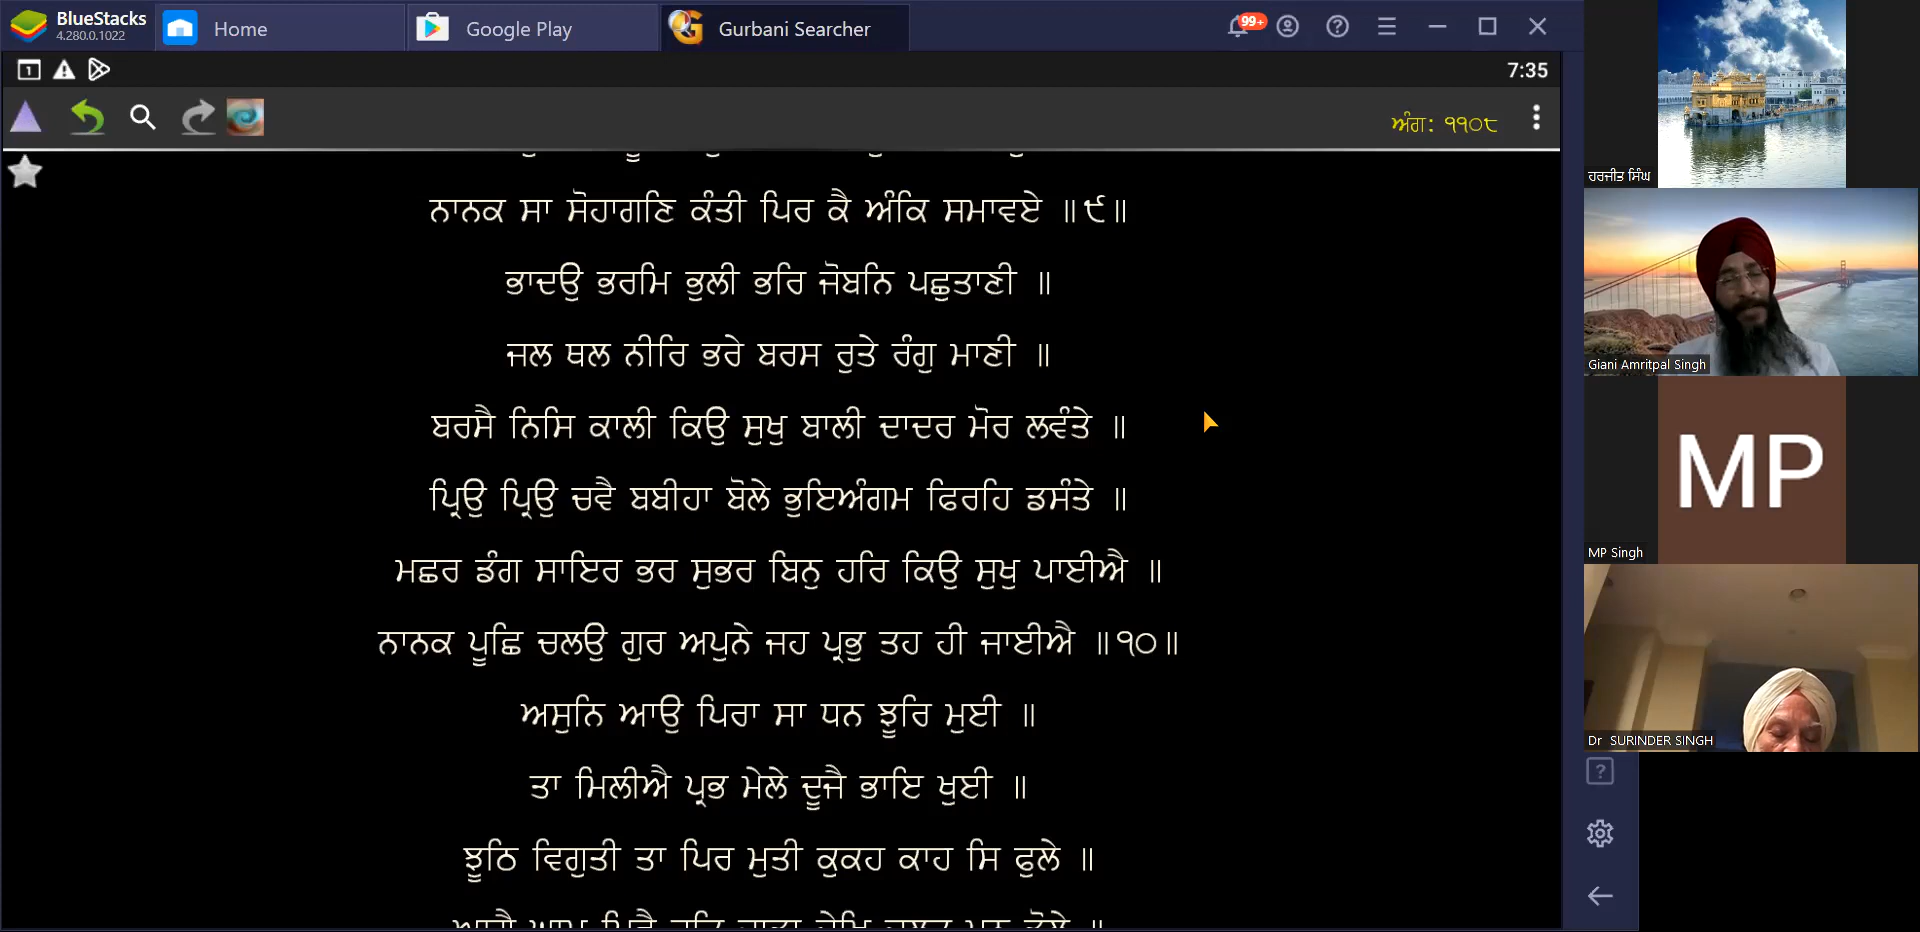 BlueStacks
4.280.0.1022
Home
Google Play
Gurbani Searcher
99+
1
7:35
ਅੰਗ: ੧੧੦੮
ਨਾਨਕ ਸਾ ਸੋਹਾਗਣਿ ਕੰਤੀ ਪਿਰ ਕੈ ਅੰਕਿ ਸਮਾਵਏ ॥੯॥
ਭਾਦਉ ਭਰਮਿ ਭੁਲੀ ਭਰਿ ਜੋਬਨਿ ਪਛੁਤਾਣੀ ॥
ਜਲ ਥਲ ਨੀਰਿ ਭਰੇ ਬਰਸ ਰੁਤੇ ਰੰਗੁ ਮਾਣੀ ॥
ਬਰਸੈ ਨਿਸਿ ਕਾਲੀ ਕਿਉ ਸੁਖੁ ਬਾਲੀ ਦਾਦਰ ਮੋਰ ਲਵੰਤੇ ॥
ਪ੍ਰਿਉ ਪ੍ਰਿਉ ਚਵੈ ਬਬੀਹਾ ਬੋਲੇ ਭੁਇਅੰਗਮ ਫਿਰਹਿ ਡਸੰਤੇ ॥
ਮਛਰ ਡੰਗ ਸਾਇਰ ਭਰ ਸੁਭਰ ਬਿਨੁ ਹਰਿ ਕਿਉ ਸੁਖੁ ਪਾਈਐ ॥
ਨਾਨਕ ਪੂਛਿ ਚਲਉ ਗੁਰ ਅਪੁਨੇ ਜਹ ਪ੍ਰਭੁ ਤਹ ਹੀ ਜਾਈਐ ॥੧੦॥
ਅਸੁਨਿ ਆਉ ਪਿਰਾ ਸਾ ਧਨ ਝੂਰਿ ਮੁਈ ॥
ਤਾ ਮਿਲੀਐ ਪ੍ਰਭ ਮੇਲੇ ਦੂਜੈ ਭਾਇ ਖੁਈ ॥
ਝੂਠਿ ਵਿਗੁਤੀ ਤਾ ਪਿਰ ਮੁਤੀ ਕੁਕਹ ਕਾਹ ਸਿ ਫੁਲੇ ॥
ਹਰਜੀਤ ਸਿੰਘ
Giani Amritpal Singh
MP
MP Singh
Dr SURINDER SINGH